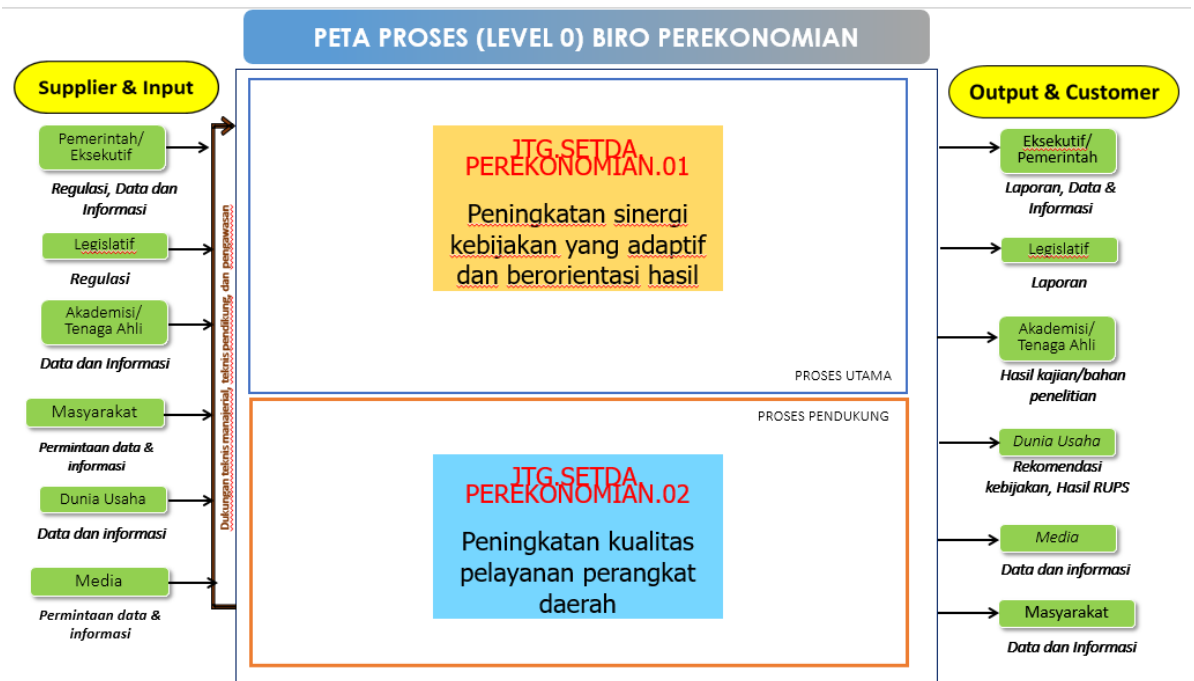 PETA PROSES (LEVEL 0) BIRO PEREKONOMIAN
Supplier & Input
Pemerintah/
Eksekutif
Regulasi, Data dan
Informasi
Legislatif
Regulasi
Akademisi/
Tenaga Ahli
Data dan Informasi
Masyarakat
Permintaan data &
informasi
Dunia Usaha
Data dan informasi
Media
Permintaan data &
informasi
Dukungan teknis manajerial, teknis pendikung, dan pengawasan
JTG.SETDA.
PEREKONOMIAN.01
Peningkatan sinergi
kebijakan yang adaptif
dan berorientasi hasil
PROSES UTAMA
PROSES PENDUKUNG
JTG.SETDA.
PEREKONOMIAN.02
Peningkatan kualitas
pelayanan perangkat
daerah
Output & Customer
Eksekutif/
Pemerintah
Laporan, Data &
Informasi
Legislatif
Laporan
Akademisi/
Tenaga Ahli
Hasil kajian/bahan
penelitian
Dunia Usaha
Rekomendasi
kebijakan, Hasil RUPS
Media
Data dan informasi
Masyarakat
Data dan Informasi